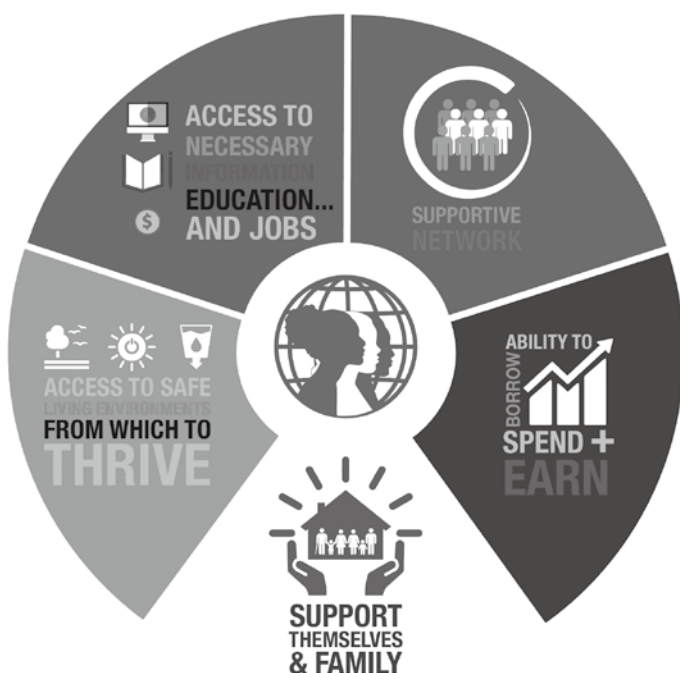 ACCESS TO
NECESSARY
INFORMATION
EDUCATION...
AND JOBS
$
SUPPORTIVE
NETWORK
ACCESS TO SAFE
LIVING ENVIRONMENTS
FROM WHICH TO
THRIVE
ABILITY TO
BORROW
SPEND +
EARN
SUPPORT
THEMSELVES
& FAMILY